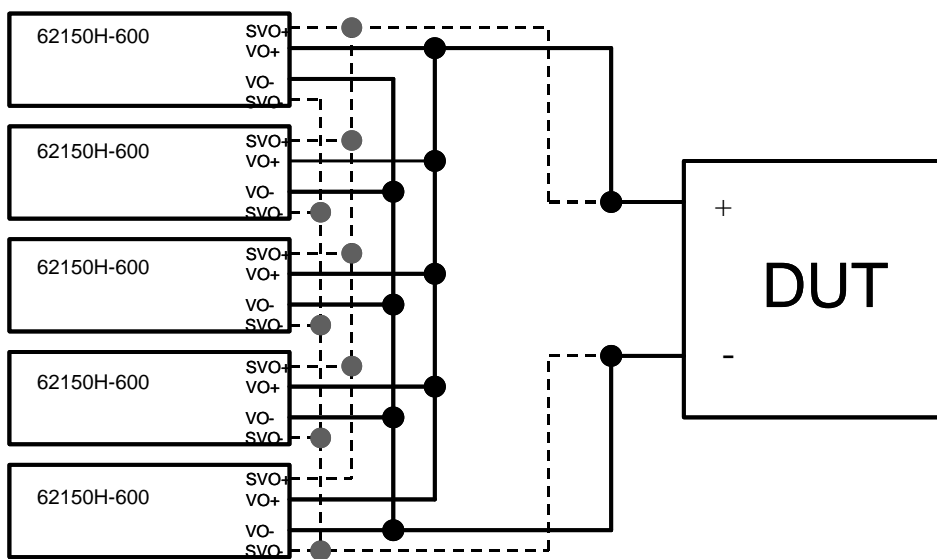 62150H-600
SVO+
VO+
VO-
SVO-
62150H-600
SVO+
VO+
VO-
SVO-
62150H-600
SVO+
VO+
VO-
SVO-
62150H-600
SVO+
VO+
VO-
SVO-
62150H-600
SVO+
VO+
VO-
SVO-
+
DUT
-